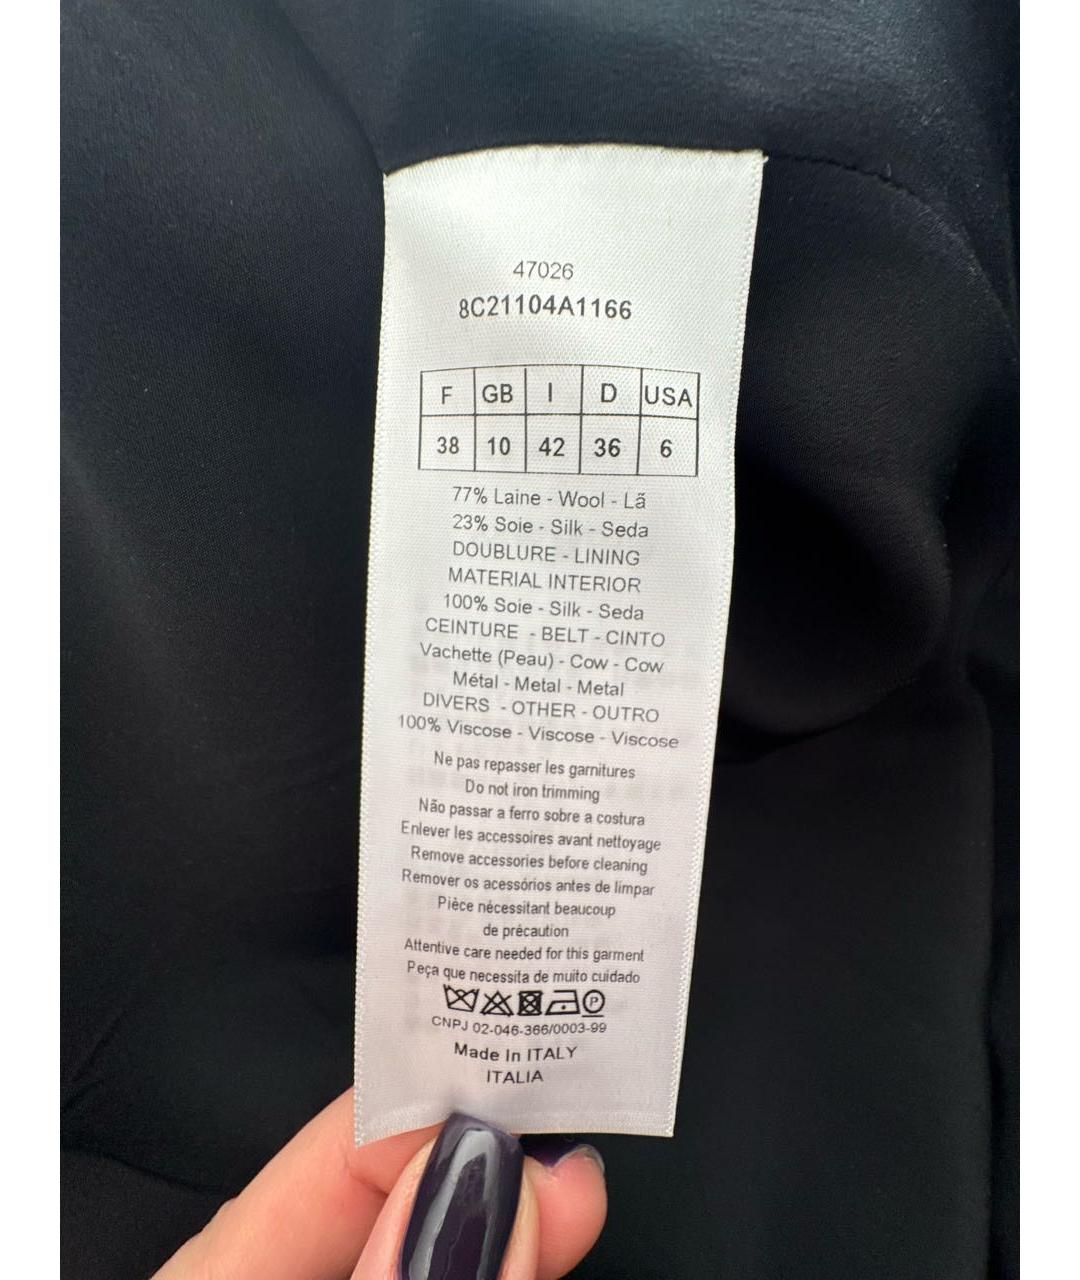 47026
8C21104A1166
F GB I D USA
38 10 42 36 6
77% Laine - Wool - Lã
23% Soie - Silk - Seda
DOUBLURE - LINING
MATERIAL INTERIOR
100% Soie - Silk - Seda
CEINTURE - BELT - CINTO
Vachette (Peau) - Cow - Cow
Métal - Metal - Metal
DIVERS - OTHER - OUTRO
100% Viscose - Viscose - Viscose
Ne pas repasser les garnitures
Do not iron trimming
Não passar a ferro sobre a costura
Enlever les accessoires avant nettoyage
Remove accessories before cleaning
Remover os acessórios antes de limpar
Pièce nécessitant beaucoup
de précaution
Attentive care needed for this garment
Peça que necessita de muito cuidado
P
CNPJ 02-046-366/0003-99
Made In ITALY
ITALIA